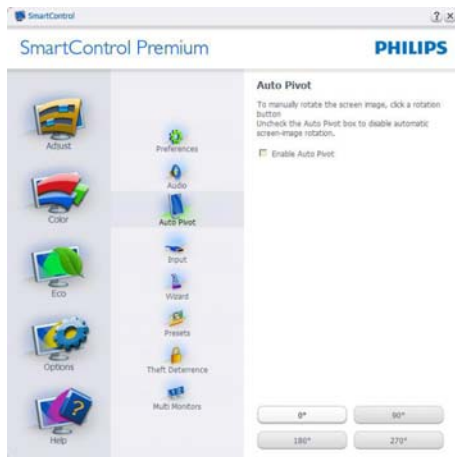 SmartControl
SmartControl Premium
PHILIPS
Adjust
Color
Eco
Options
Help
Preferences
Audio
Auto Pivot
Input
Wizard
Presets
Theft Deterrence
Multi Monitors
Auto Pivot
To manually rotate the screen image, click a rotation
button
Uncheck the Auto Pivot box to disable automatic
screen-image rotation.
Enable Auto Pivot
0°
90°
180°
270°